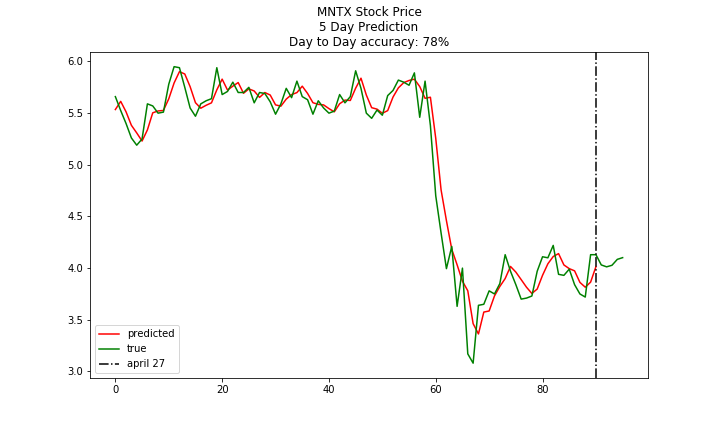 MNTX Stock Price
5 Day Prediction
Day to Day accuracy: 78%
6.0
5.5
5.0
4.5
4.0
3.5
3.0
predicted
true
april 27
0
20
40
60
80